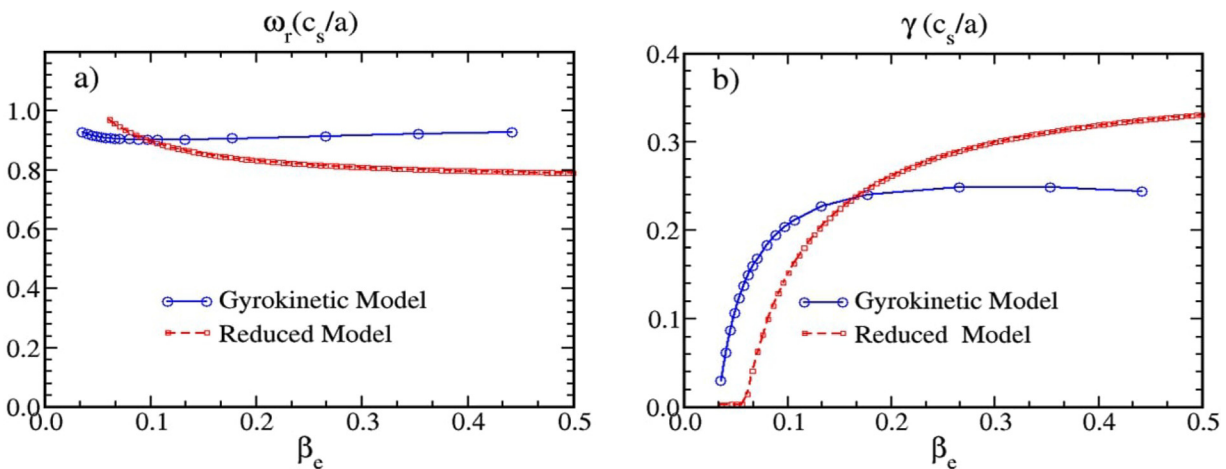 ω_r(c_s/a)
a)
1.0
0.8
0.6
0.4
0.2
0.0
Gyrokinetic Model
Reduced Model
0.0 0.1 0.2 0.3 0.4 0.5
β_e
γ (c_s/a)
b)
0.4
0.3
0.2
0.1
0.0
Gyrokinetic Model
Reduced Model
0.0 0.1 0.2 0.3 0.4 0.5
β_e